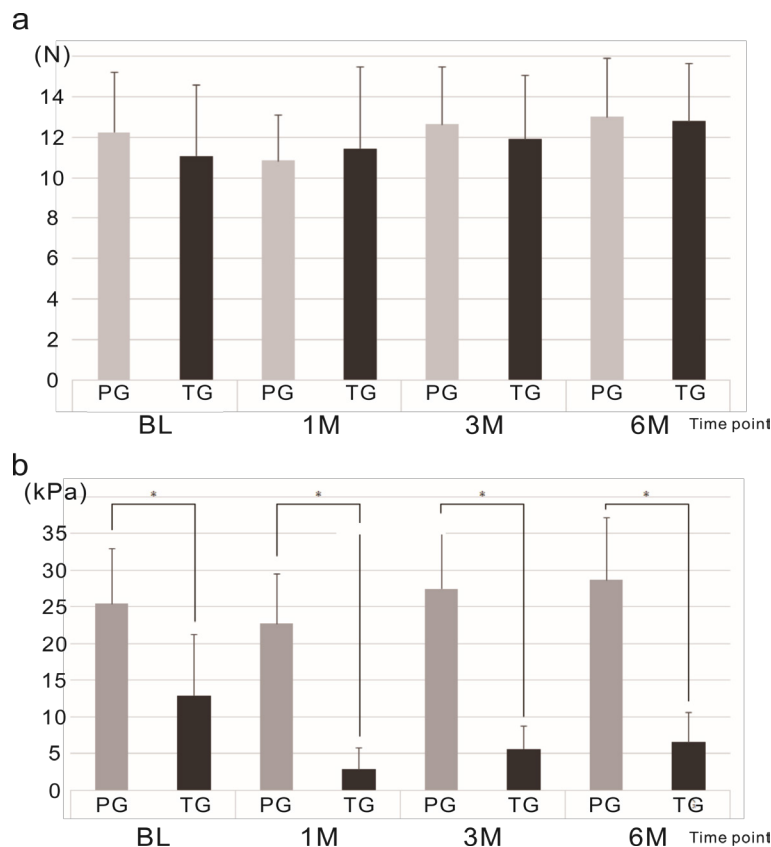 a
(N)
14
12
10
8
6
4
2
0
PG TG PG TG PG TG PG TG
BL 1M 3M 6M Time point
b
(kPa)
* * * *
35
30
25
20
15
10
5
0
PG TG PG TG PG TG PG TG
BL 1M 3M 6M Time point